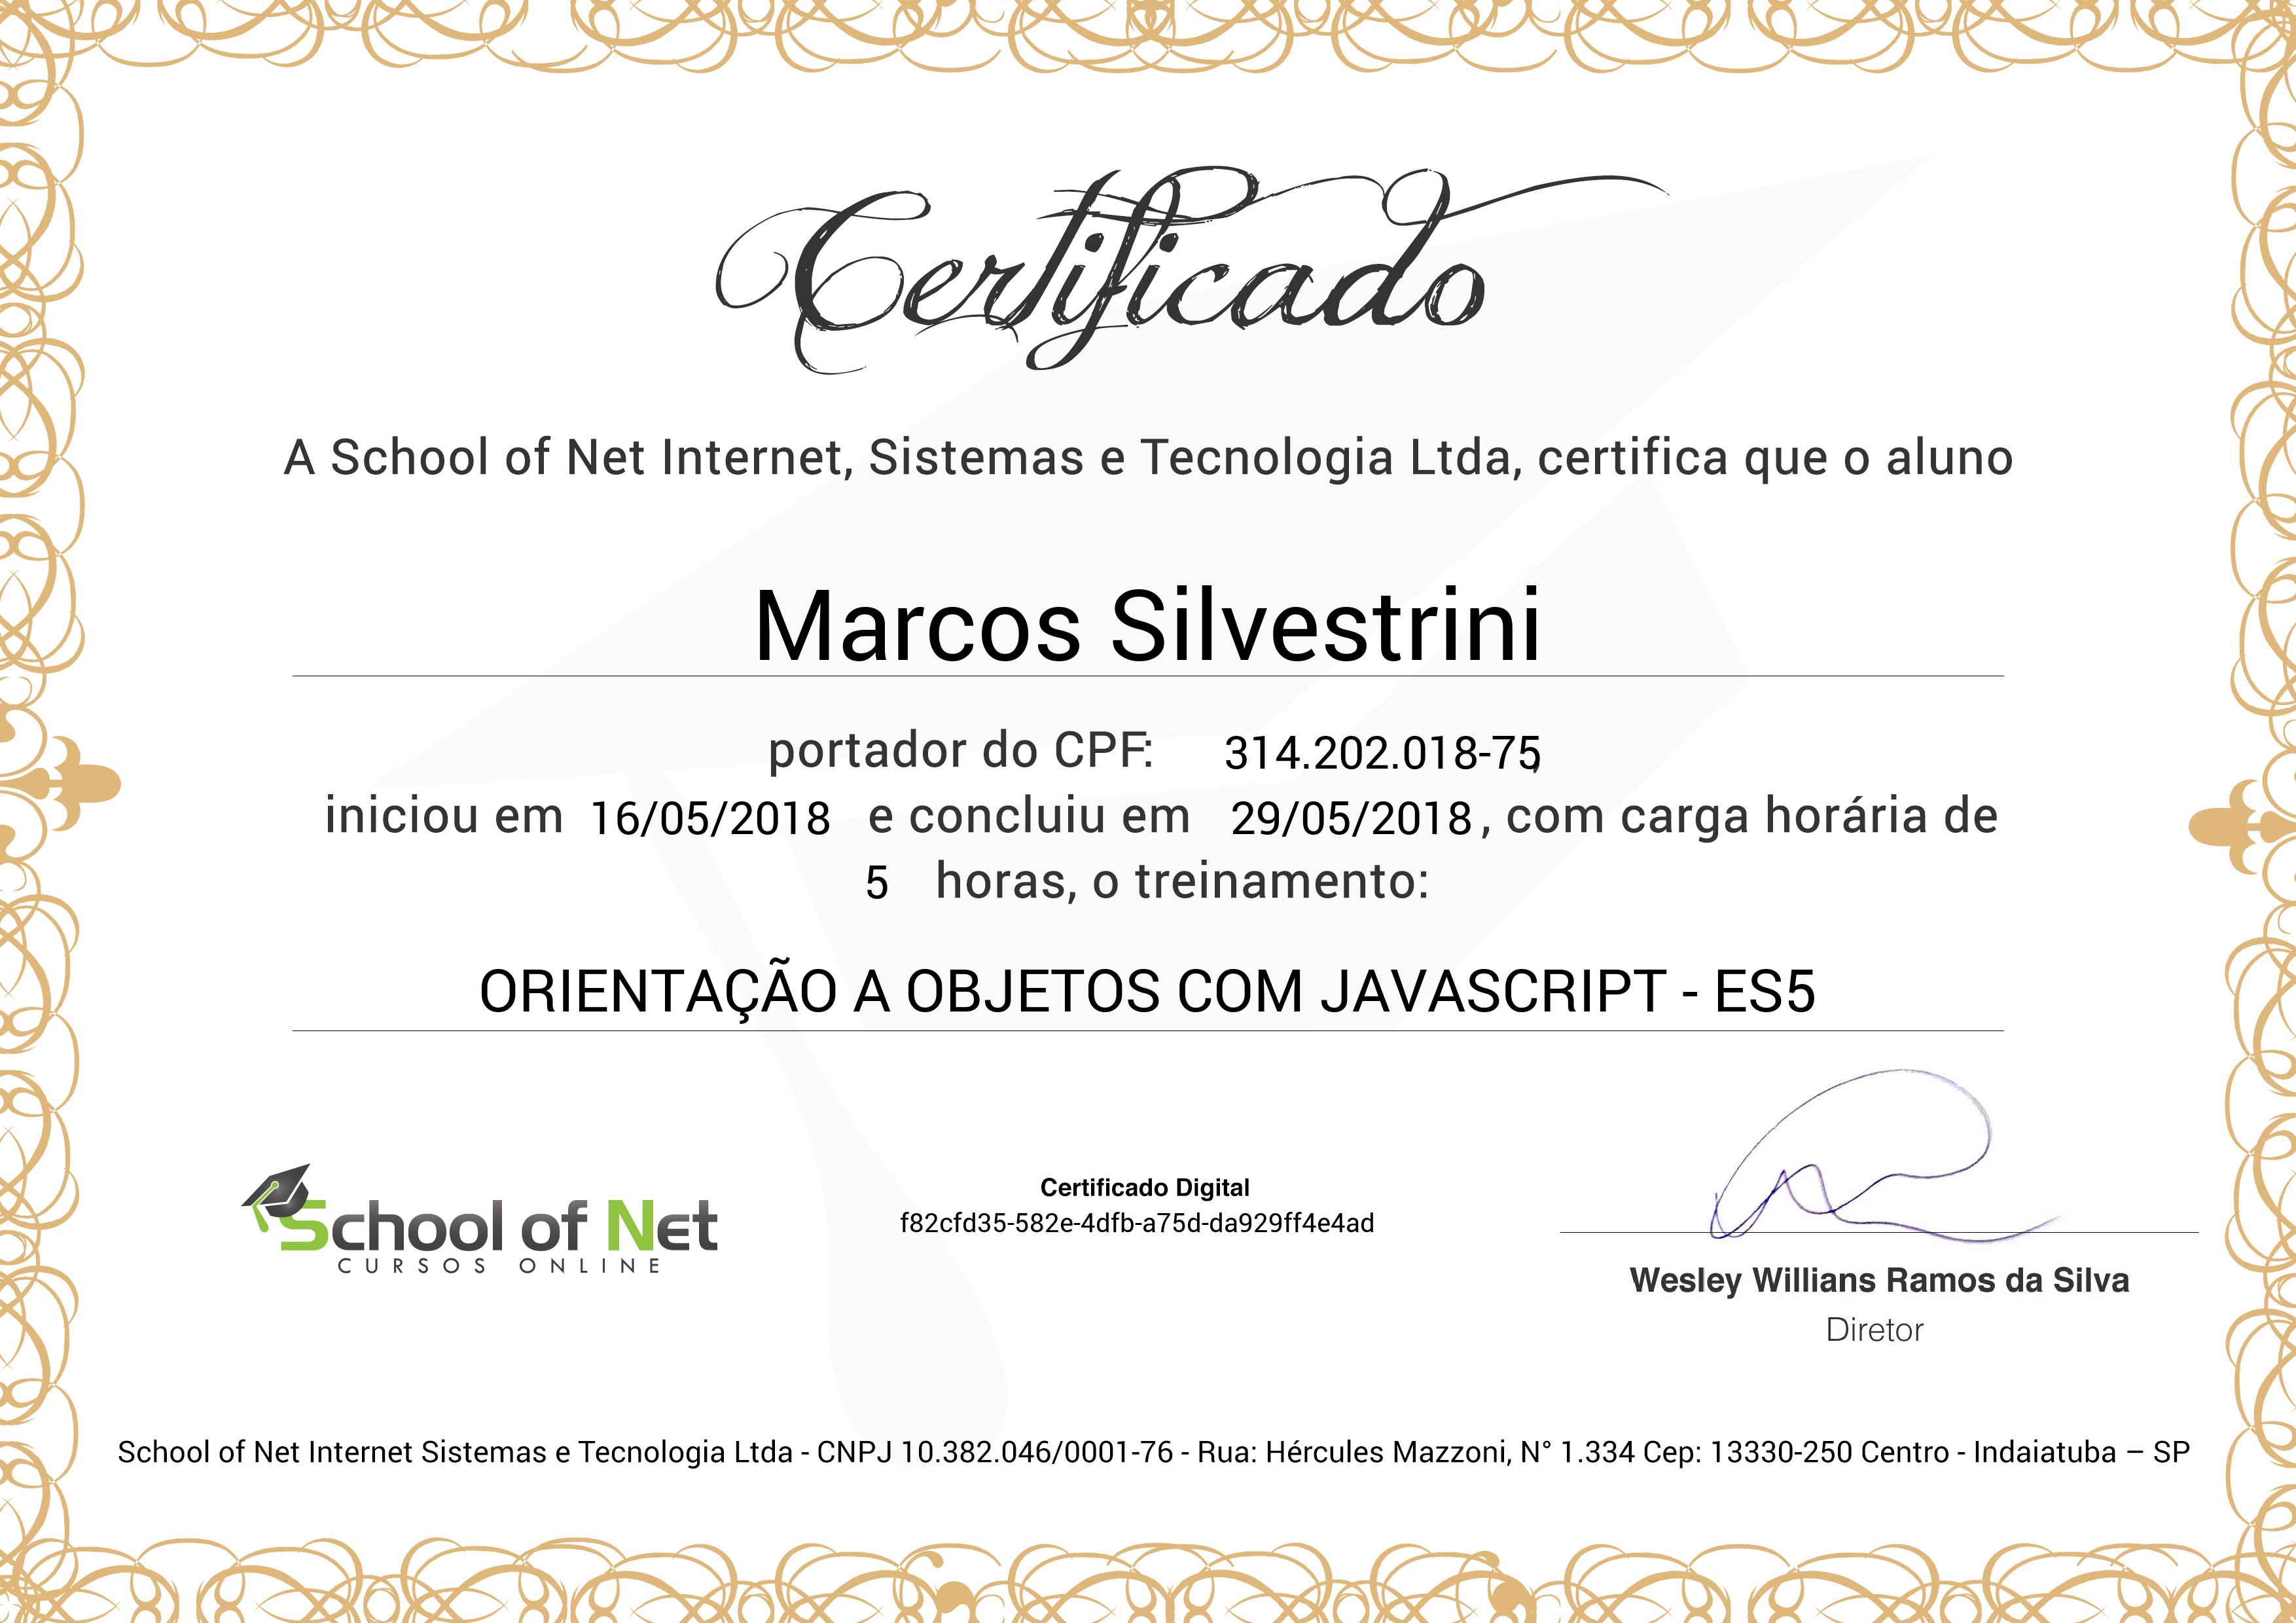 Certificado
A School of Net Internet, Sistemas e Tecnologia Ltda, certifica que o aluno
Marcos Silvestrini
portador do CPF: 314.202.018-75,
iniciou em 16/05/2018 e concluiu em 29/05/2018, com carga horária de
5 horas, o treinamento:
ORIENTAÇÃO A OBJETOS COM JAVASCRIPT - ES5
School of Net
CURSOS ONLINE
Certificado Digital
f82cfd35-582e-4dfb-a75d-da929ff4e4ad
Wesley Willians Ramos da Silva
Diretor
School of Net Internet Sistemas e Tecnologia Ltda - CNPJ 10.382.046/0001-76 - Rua: Hércules Mazzoni, N° 1.334 Cep: 13330-250 Centro - Indaiatuba – SP